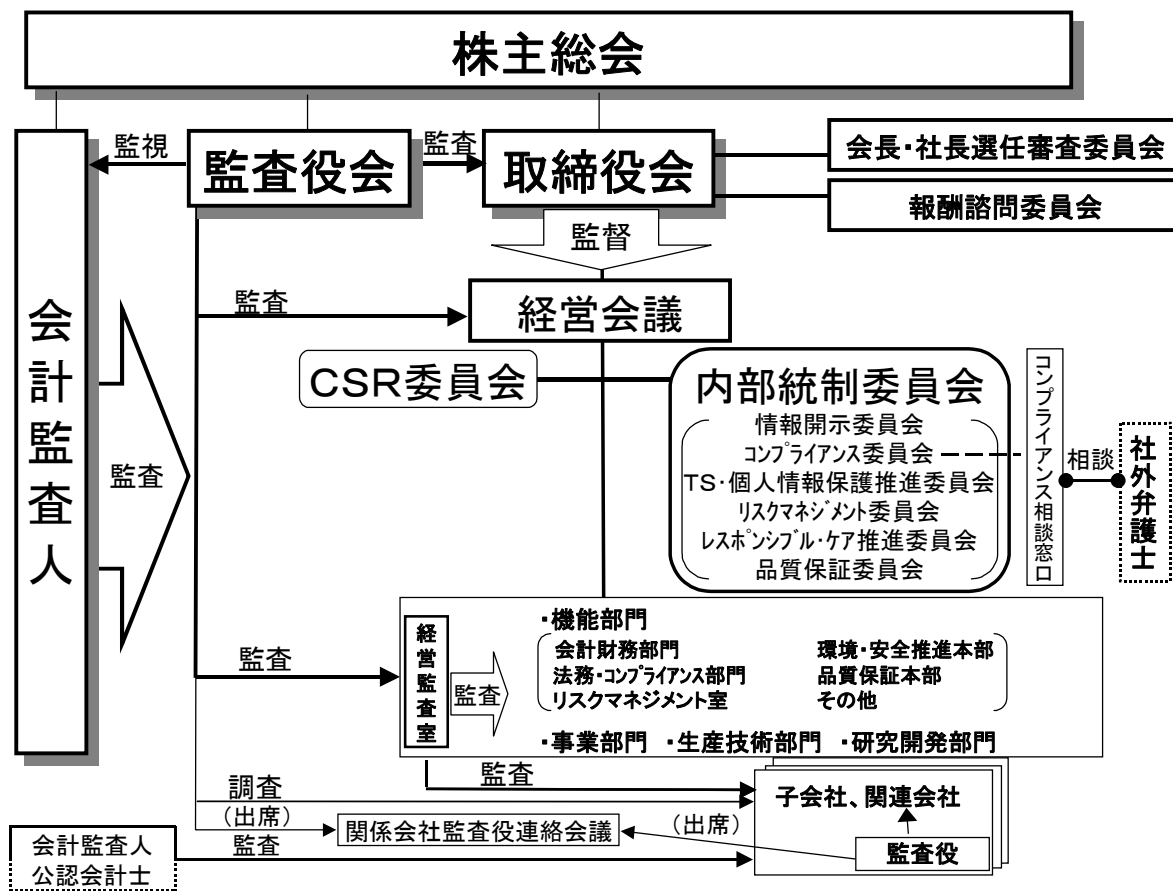 株主総会
監視
監査役会
監査
取締役会
会長・社長選任審査委員会
報酬諮問委員会
監督
会計監査人
監査
監査
経営会議
CSR委員会
内部統制委員会
情報開示委員会
コンプライアンス委員会
TS・個人情報保護推進委員会
リスクマネジメント委員会
レスポンシブル・ケア推進委員会
品質保証委員会
コンプライアンス相談窓口
相談
社外弁護士
監査
経営監査室
監査
・機能部門
会計財務部門 環境・安全推進本部
法務・コンプライアンス部門 品質保証本部
リスクマネジメント室 その他
・事業部門 ・生産技術部門 ・研究開発部門
監査
調査
(出席)
子会社、関連会社
監査役
関係会社監査役連絡会議
(出席)
会計監査人
公認会計士
監査